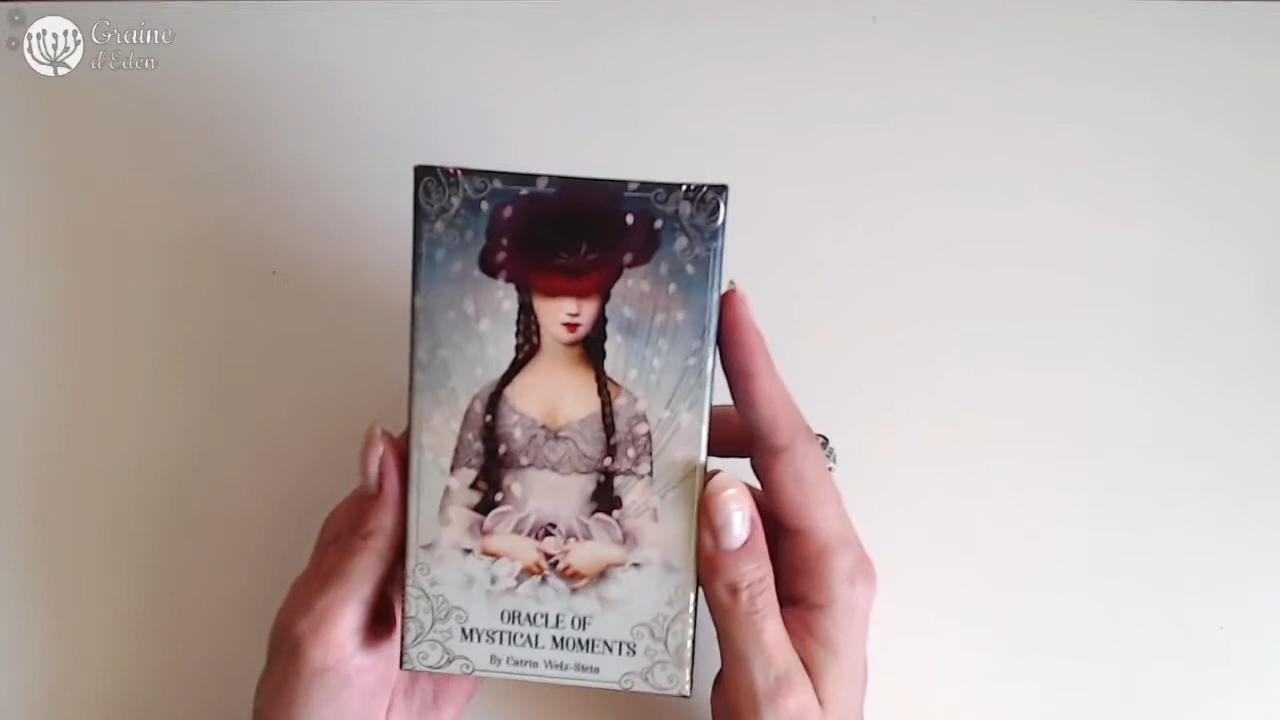 Graine
d'Eden
ORACLE OF
MYSTICAL MOMENTS
By Catrin Welz-Stein